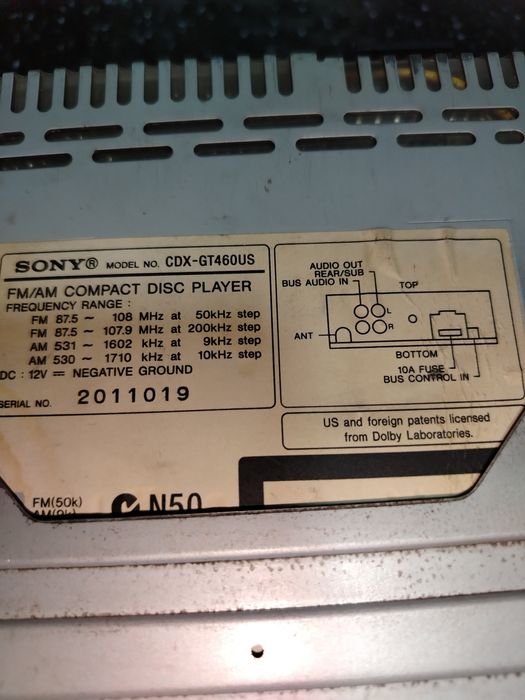 SONY® MODEL NO. CDX-GT460US
FM/AM COMPACT DISC PLAYER
FREQUENCY RANGE :
FM 87.5 ~ 108 MHz at 50kHz step
FM 87.5 ~ 107.9 MHz at 200kHz step
AM 531 ~ 1602 kHz at 9kHz step
AM 530 ~ 1710 kHz at 10kHz step
DC : 12V ⎓ NEGATIVE GROUND
SERIAL NO. 2011019
AUDIO OUT
REAR/SUB
BUS AUDIO IN
TOP
L
R
ANT
BOTTOM
10A FUSE
BUS CONTROL IN
US and foreign patents licensed
from Dolby Laboratories.
FM(50k)
AM(9k)
N50